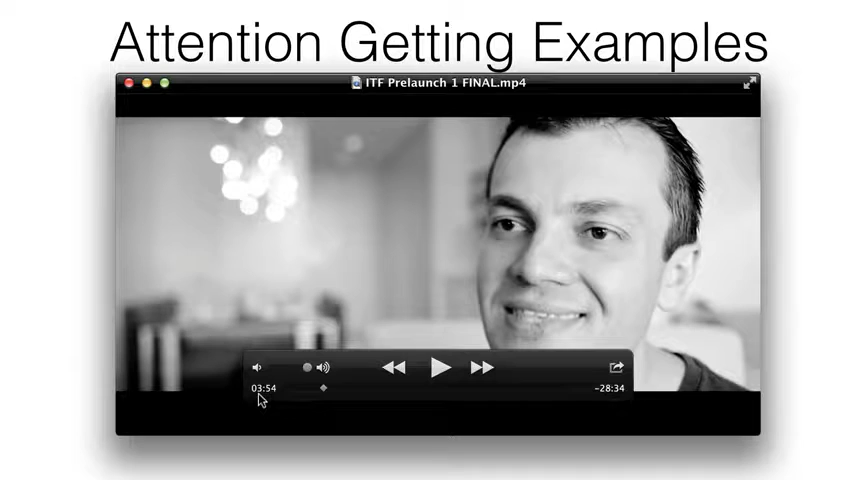 Attention Getting Examples
ITF Prelaunch 1 FINAL.mp4
03:54
-28:34